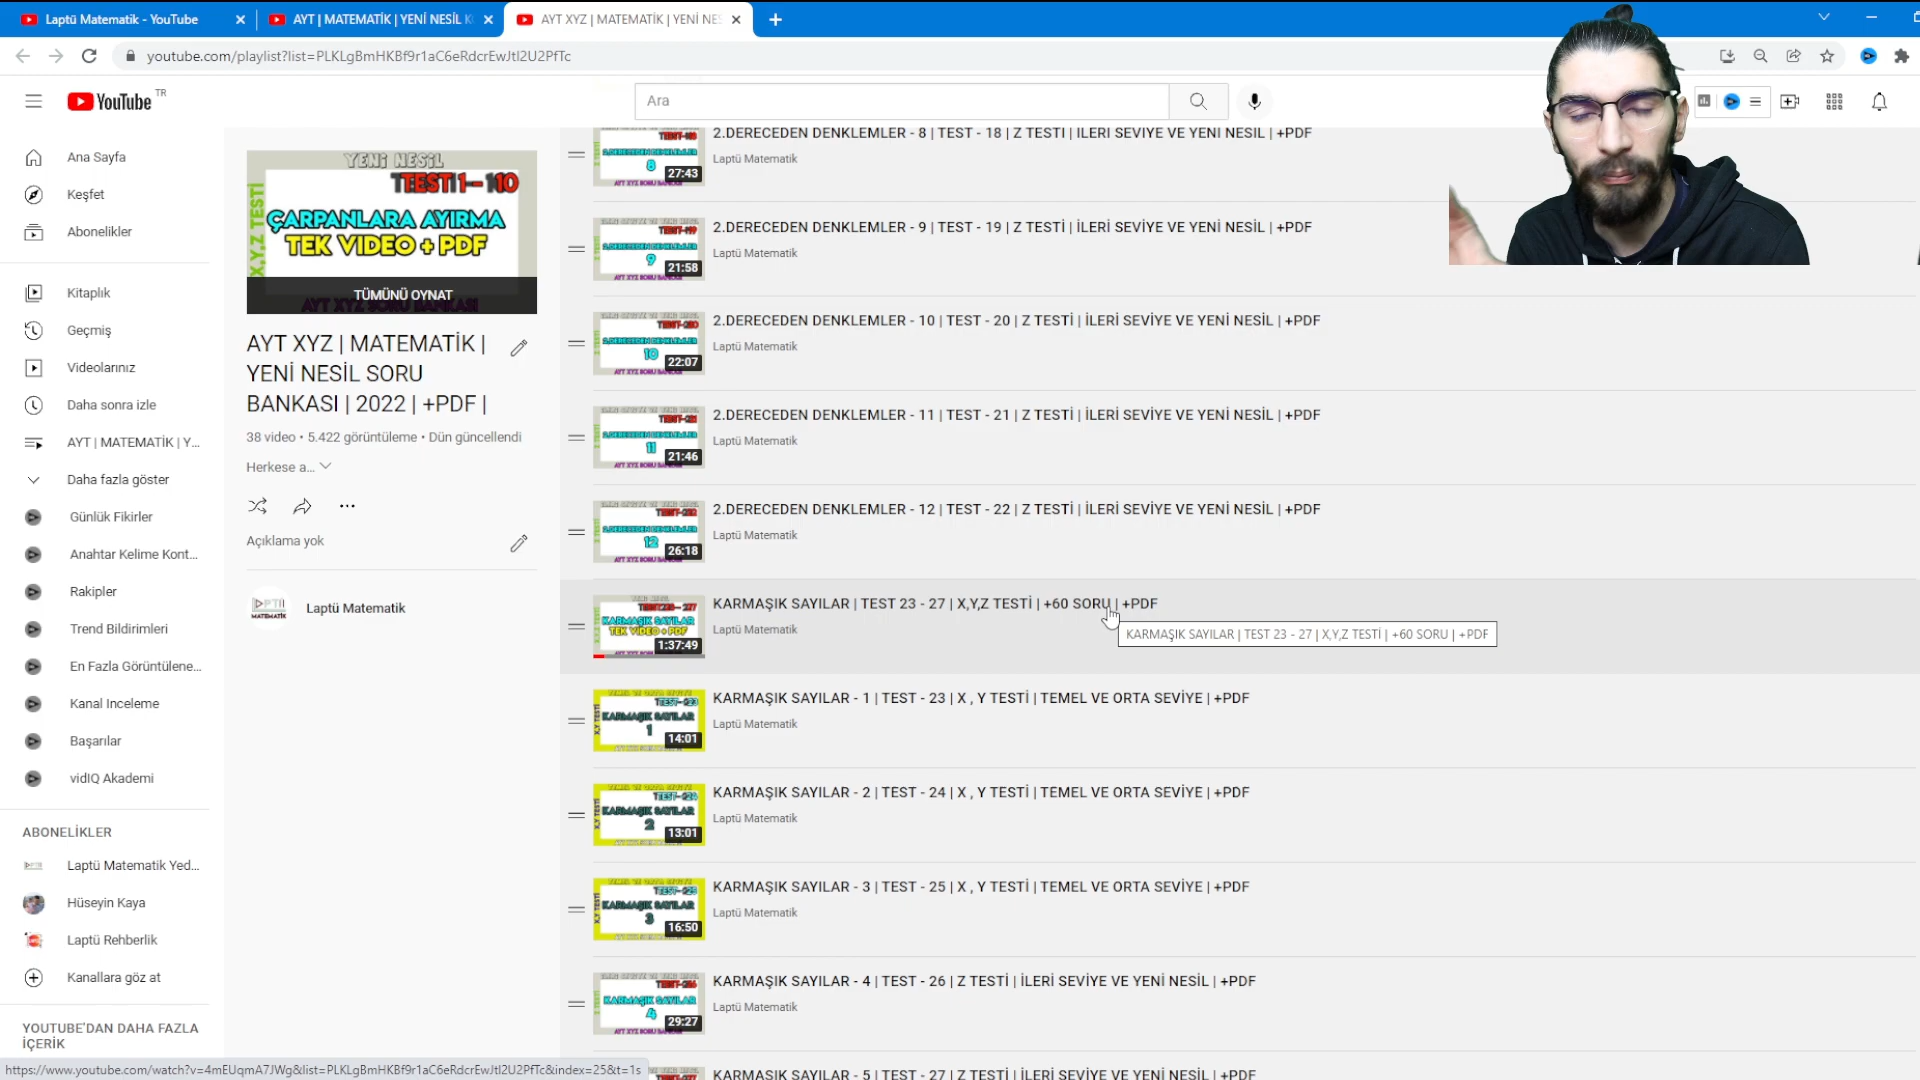 Laptü Matematik - YouTube
AYT | MATEMATİK | YENİ NESİL K
AYT XYZ | MATEMATİK | YENİ NES
youtube.com/playlist?list=PLKLgBmHKBf9r1aC6eRdcrEwJtI2U2PfTc
YouTube TR
Ara
Ana Sayfa
Keşfet
Abonelikler
Kitaplık
Geçmiş
Videolarınız
Daha sonra izle
AYT | MATEMATİK | Y...
Daha fazla göster
Günlük Fikirler
Anahtar Kelime Kont...
Rakipler
Trend Bildirimleri
En Fazla Görüntülene...
Kanal Inceleme
Başarılar
vidIQ Akademi
ABONELİKLER
Laptü Matematik Yed...
Hüseyin Kaya
Laptü Rehberlik
Kanallara göz at
YOUTUBE'DAN DAHA FAZLA
İÇERİK
YENİ NESİL
TESTİ 1 - 10
X,Y,Z TESTİ
ÇARPANLARA AYIRMA
TEK VİDEO + PDF
AYT XYZ SORU BANKASI
TÜMÜNÜ OYNAT
AYT XYZ | MATEMATİK |
YENİ NESİL SORU
BANKASI | 2022 | +PDF |
38 video • 5.422 görüntüleme • Dün güncellendi
Herkese a...
Açıklama yok
Laptü Matematik
2.DERECEDEN DENKLEMLER - 8 | TEST - 18 | Z TESTİ | İLERİ SEVİYE VE YENİ NESİL | +PDF
Laptü Matematik
27:43
2.DERECEDEN DENKLEMLER - 9 | TEST - 19 | Z TESTİ | İLERİ SEVİYE VE YENİ NESİL | +PDF
Laptü Matematik
21:58
2.DERECEDEN DENKLEMLER - 10 | TEST - 20 | Z TESTİ | İLERİ SEVİYE VE YENİ NESİL | +PDF
Laptü Matematik
22:07
2.DERECEDEN DENKLEMLER - 11 | TEST - 21 | Z TESTİ | İLERİ SEVİYE VE YENİ NESİL | +PDF
Laptü Matematik
21:46
2.DERECEDEN DENKLEMLER - 12 | TEST - 22 | Z TESTİ | İLERİ SEVİYE VE YENİ NESİL | +PDF
Laptü Matematik
26:18
KARMAŞIK SAYILAR | TEST 23 - 27 | X,Y,Z TESTİ | +60 SORU | +PDF
Laptü Matematik
1:37:49
KARMAŞIK SAYILAR | TEST 23 - 27 | X,Y,Z TESTİ | +60 SORU | +PDF
KARMAŞIK SAYILAR - 1 | TEST - 23 | X , Y TESTİ | TEMEL VE ORTA SEVİYE | +PDF
Laptü Matematik
14:01
KARMAŞIK SAYILAR - 2 | TEST - 24 | X , Y TESTİ | TEMEL VE ORTA SEVİYE | +PDF
Laptü Matematik
13:01
KARMAŞIK SAYILAR - 3 | TEST - 25 | X , Y TESTİ | TEMEL VE ORTA SEVİYE | +PDF
Laptü Matematik
16:50
KARMAŞIK SAYILAR - 4 | TEST - 26 | Z TESTİ | İLERİ SEVİYE VE YENİ NESİL | +PDF
Laptü Matematik
29:27
KARMAŞIK SAYILAR - 5 | TEST - 27 | Z TESTİ | İLERİ SEVİYE VE YENİ NESİL | +PDF
https://www.youtube.com/watch?v=4mEUqmA7JWg&list=PLKLgBmHKBf9r1aC6eRdcrEwJtI2U2PfTc&index=25&t=1s